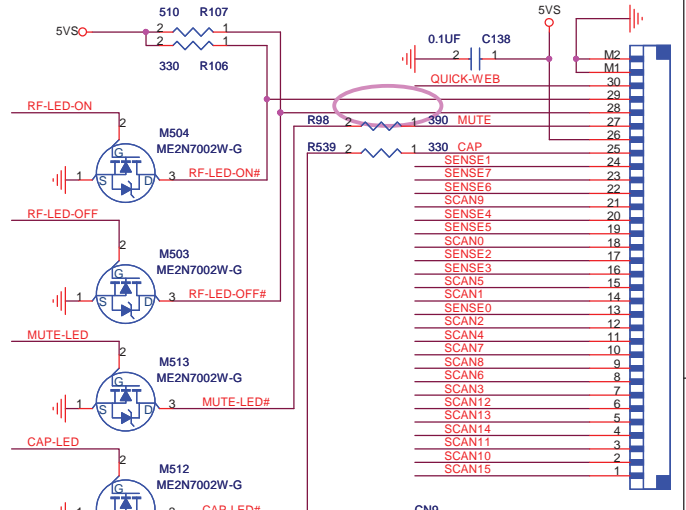 510 R107
5VS
2 1
2 1
330 R106
5VS
0.1UF C138
2 1
M2
M1
QUICK-WEB 30
29
28
RF-LED-ON
R98 2 1 390 MUTE 27
26
R539 2 1 330 CAP 25
2
M504
ME2N7002W-G
G
S D
1 3 RF-LED-ON#
SENSE1 24
SENSE7 23
SENSE6 22
SCAN9 21
SENSE4 20
SENSE5 19
SCAN0 18
SENSE2 17
SENSE3 16
SCAN5 15
SCAN1 14
SENSE0 13
SCAN2 12
SCAN4 11
SCAN7 10
SCAN8 9
SCAN6 8
SCAN3 7
SCAN12 6
SCAN13 5
SCAN14 4
SCAN11 3
SCAN10 2
SCAN15 1
RF-LED-OFF
2
M503
ME2N7002W-G
G
S D
1 3 RF-LED-OFF#
MUTE-LED
2
M513
ME2N7002W-G
G
S D
1 3 MUTE-LED#
CAP-LED
2
M512
ME2N7002W-G
G
CAP-LED#
CN9